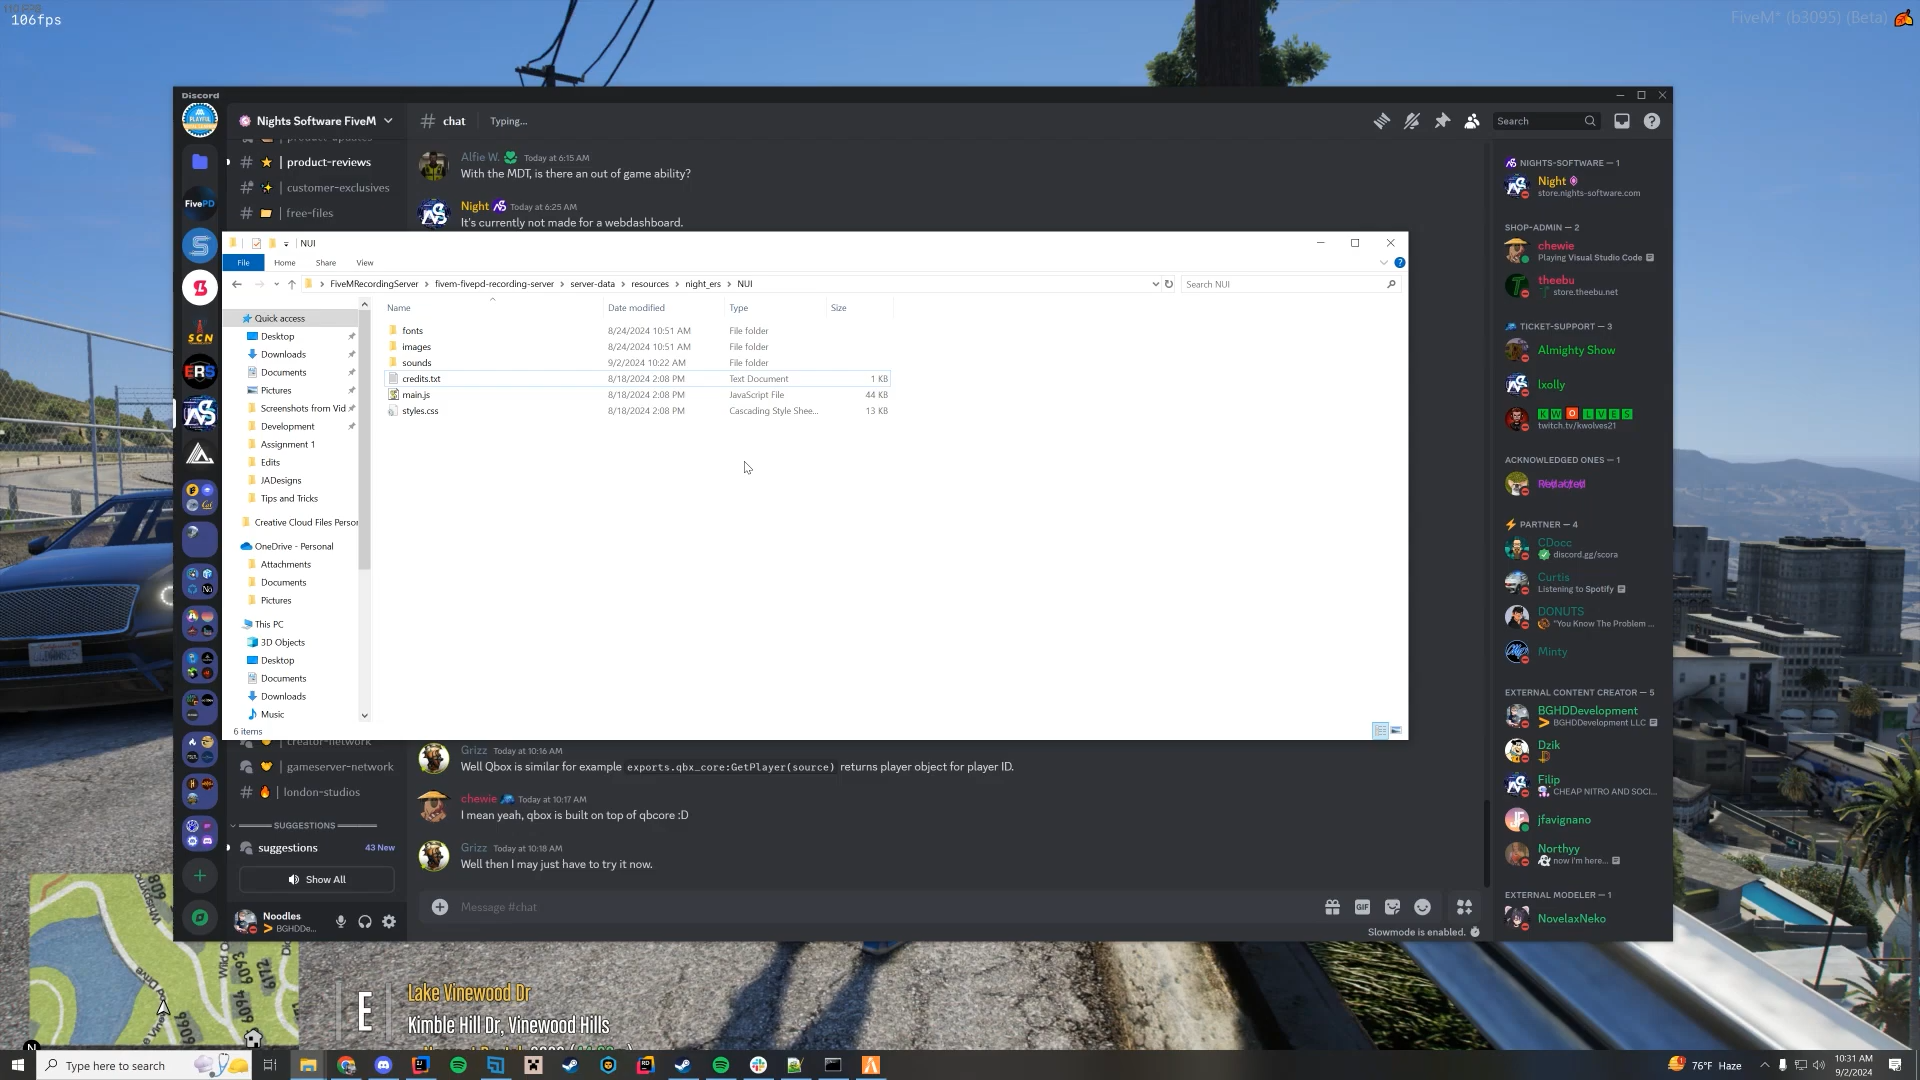 106fps
FiveM* (b3095) (Beta)
Discord
Nights Software FiveM
# chat
Typing...
Search
product-updates
# | product-reviews
# | customer-exclusives
# | free-files
Alfie W. Today at 6:15 AM
With the MDT, is there an out of game ability?
Night Today at 6:25 AM
It's currently not made for a webdashboard.
NUI
File
Home
Share
View
FiveMRecordingServer > fivem-fivepd-recording-server > server-data > resources > night_ers > NUI
Search NUI
Name
Date modified
Type
Size
fonts 8/24/2024 10:51 AM File folder
images 8/24/2024 10:51 AM File folder
sounds 9/2/2024 10:22 AM File folder
credits.txt 8/18/2024 2:08 PM Text Document 1 KB
main.js 8/18/2024 2:08 PM JavaScript File 44 KB
styles.css 8/18/2024 2:08 PM Cascading Style Shee... 13 KB
Quick access
Desktop
Downloads
Documents
Pictures
Screenshots from Vid
Development
Assignment 1
Edits
JADesigns
Tips and Tricks
Creative Cloud Files Person
OneDrive - Personal
Attachments
Documents
Pictures
This PC
3D Objects
Desktop
Documents
Downloads
Music
6 items
PLAYFUL
FivePD
SCN
ERS
creator-network
| gameserver-network
# | london-studios
SUGGESTIONS
suggestions 43 New
Show All
Noodles
BGHDDe...
Grizz Today at 10:16 AM
Well Qbox is similar for example exports.qbx_core:GetPlayer(source) returns player object for player ID.
chewie Today at 10:17 AM
I mean yeah, qbox is built on top of qbcore :D
Grizz Today at 10:18 AM
Well then I may just have to try it now.
Message #chat
GIF
Slowmode is enabled.
NIGHTS-SOFTWARE — 1
Night
store.nights-software.com
SHOP-ADMIN — 2
chewie
Playing Visual Studio Code
theebu
store.theebu.net
TICKET-SUPPORT — 3
Almighty Show
lxolly
KWOLVES
twitch.tv/kwolves21
ACKNOWLEDGED ONES — 1
PARTNER — 4
CDocc
discord.gg/scora
Curtis
Listening to Spotify
DONUTS
"You Know The Problem ...
Minty
EXTERNAL CONTENT CREATOR — 5
BGHDDevelopment
BGHDDevelopment LLC
Dzik
Filip
CHEAP NITRO AND SOCI...
jfavignano
Northyy
now i'm here...
EXTERNAL MODELER — 1
NovelaxNeko
E
Lake Vinewood Dr
Kimble Hill Dr, Vinewood Hills
N
Type here to search
76°F Haze
10:31 AM
9/2/2024